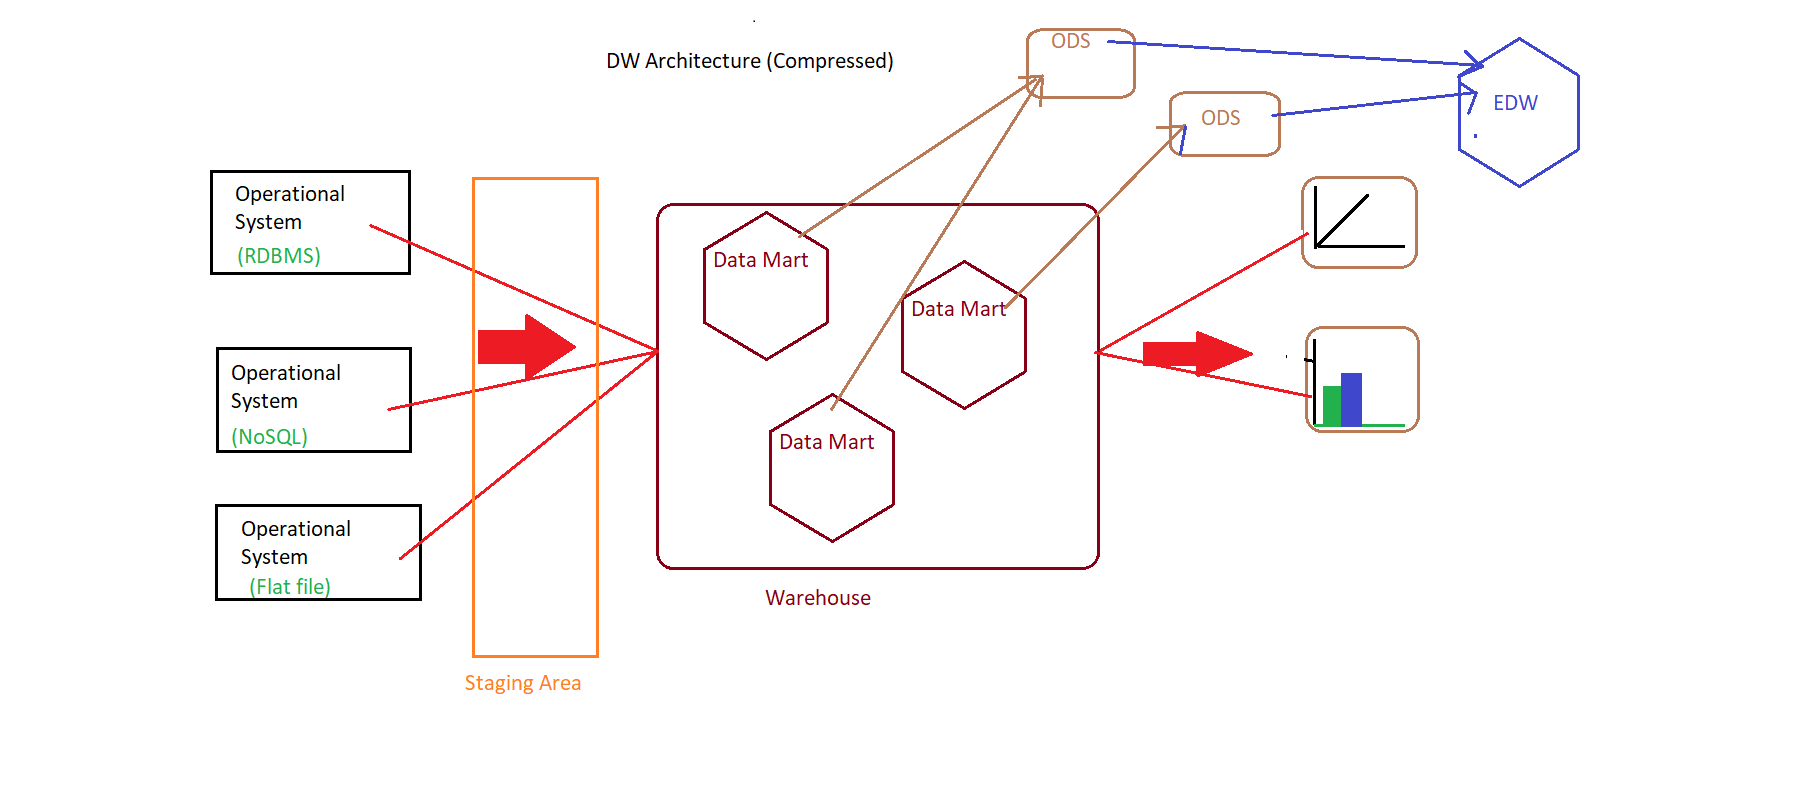 DW Architecture (Compressed)
ODS
ODS
EDW
Operational
System
(RDBMS)
Operational
System
(NoSQL)
Operational
System
(Flat file)
Staging Area
Data Mart
Data Mart
Data Mart
Warehouse